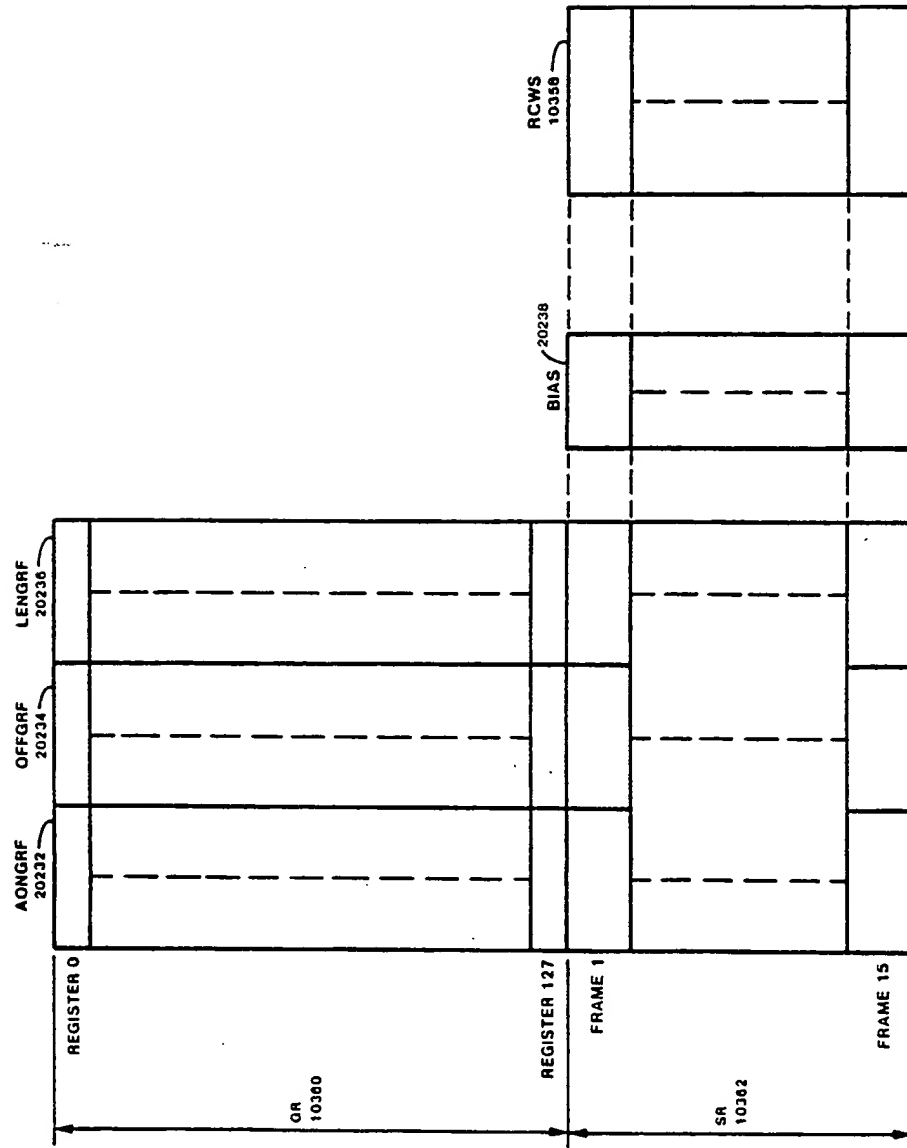 AONGRF
20232
OFFGRF
20234
LENGRF
20236
REGISTER 0
GR
10360
REGISTER 127
BIAS
20238
RCWS
10358
FRAME 1
SR
10362
FRAME 15